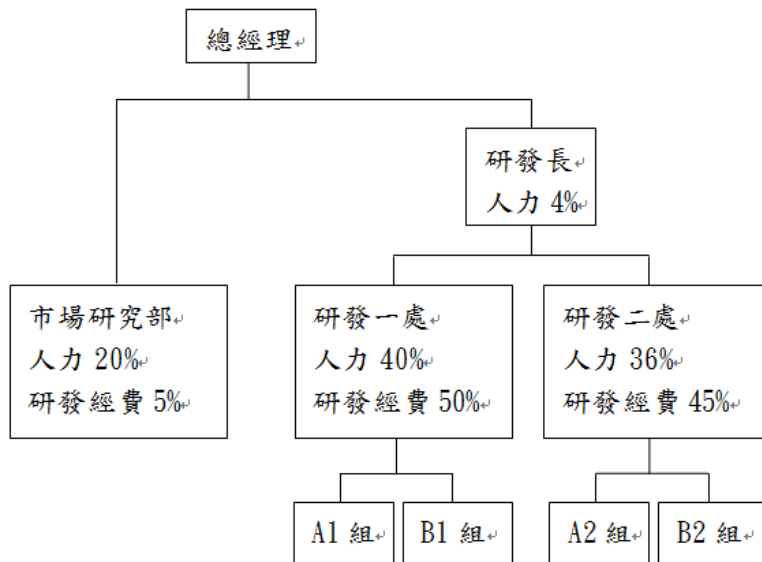 總經理
研發長
人力 4%
市場研究部
人力 20%
研發經費 5%
研發一處
人力 40%
研發經費 50%
研發二處
人力 36%
研發經費 45%
A1 組
B1 組
A2 組
B2 組